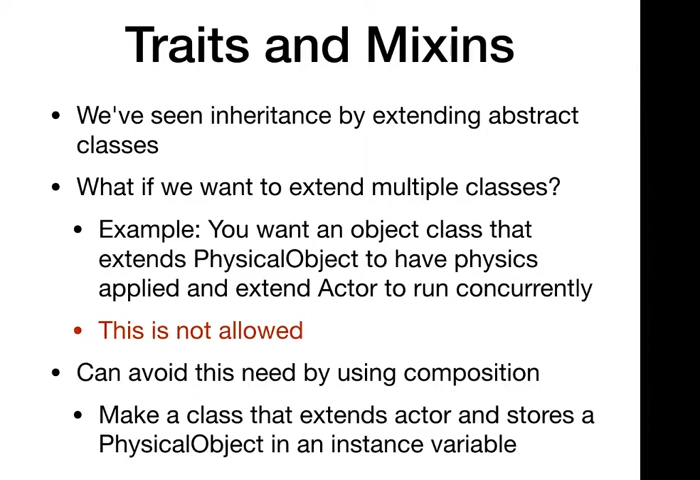 Traits and Mixins
• We've seen inheritance by extending abstract
classes
• What if we want to extend multiple classes?
• Example: You want an object class that
extends PhysicalObject to have physics
applied and extend Actor to run concurrently
• This is not allowed
• Can avoid this need by using composition
• Make a class that extends actor and stores a
PhysicalObject in an instance variable